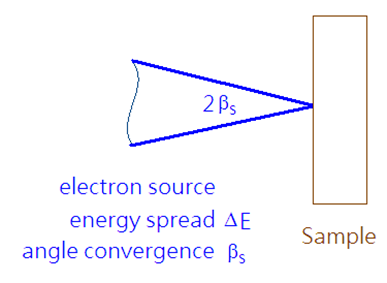 2 βs
electron source
energy spread ΔE
angle convergence βs
Sample